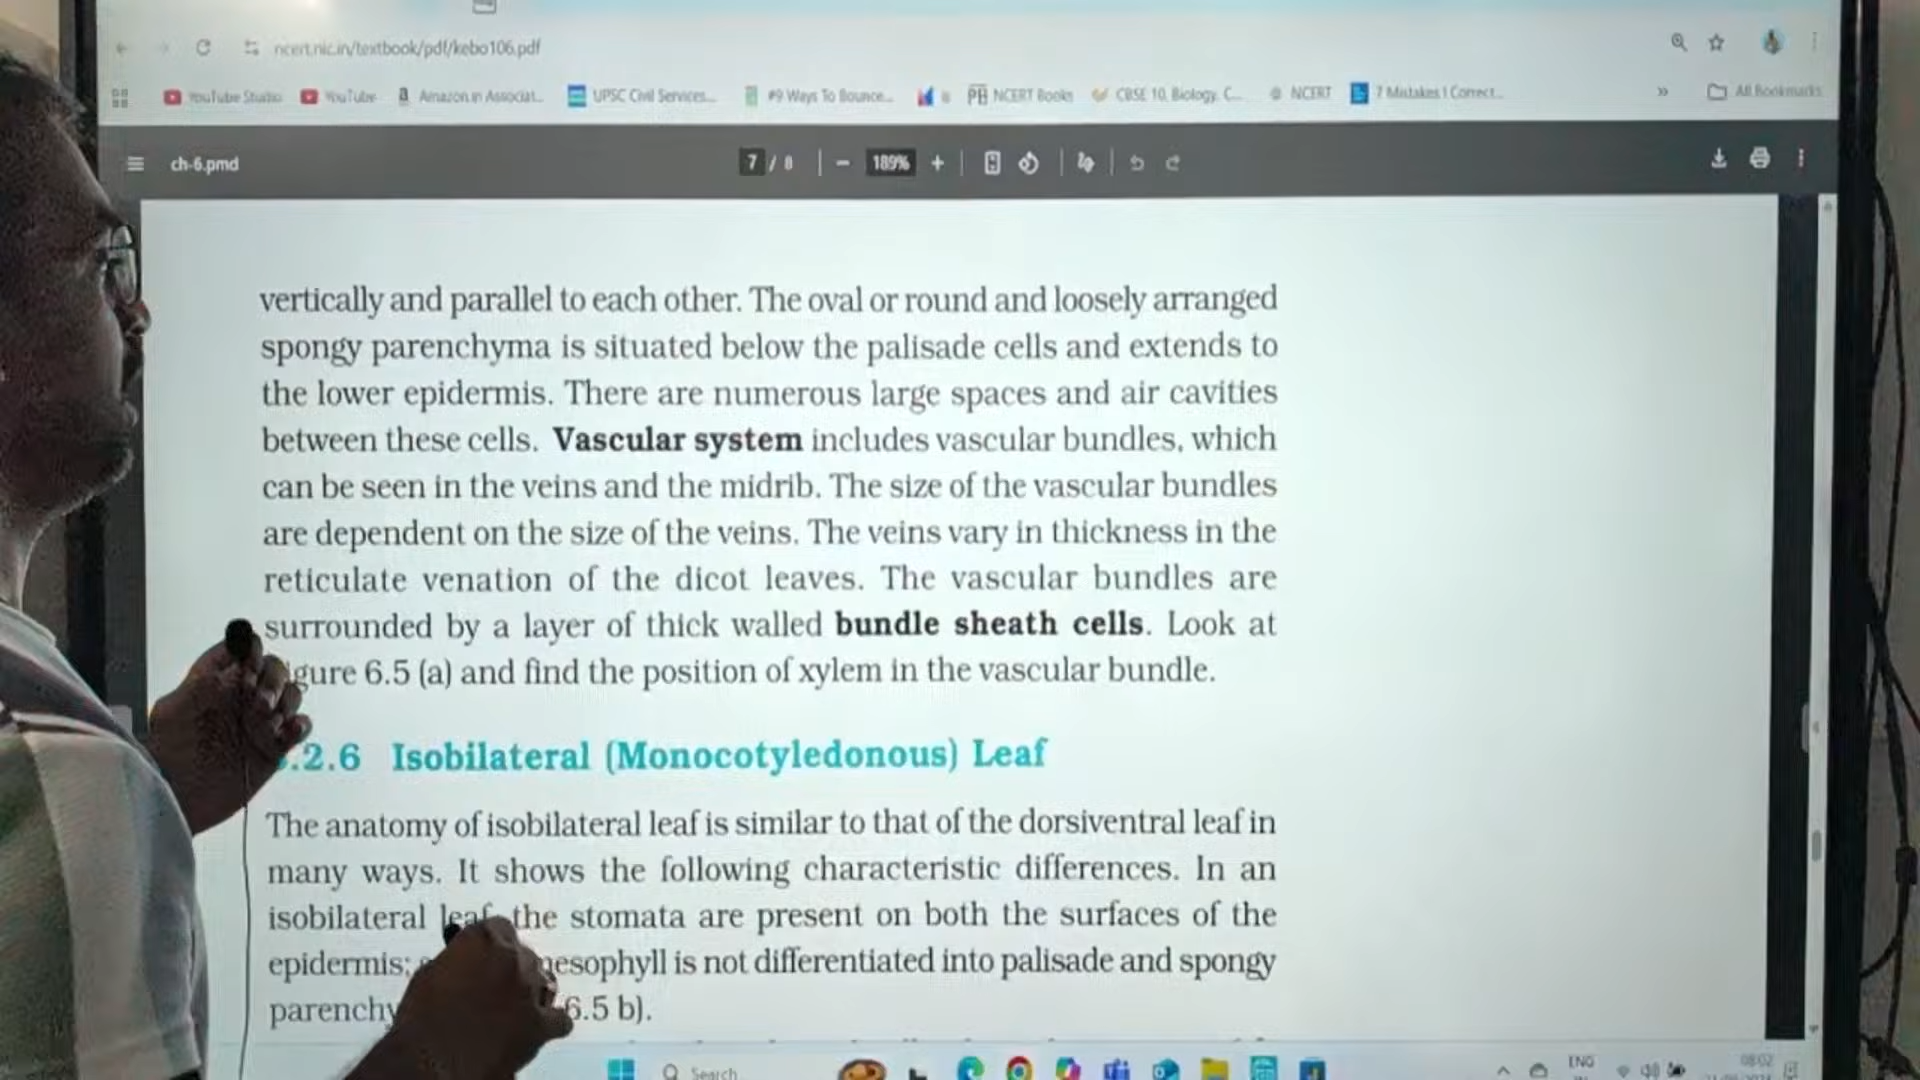 ncert.nic.in/textbook/pdf/kebo106.pdf
YouTube Studio YouTube Amazon.in Associat... UPSC Civil Services... #9 Ways To Bounce... NCERT Books CBSE 10, Biology, C... NCERT 7 Mistakes I Correct... » All Bookmarks
ch-6.pmd 7 / 8 − 189% +
vertically and parallel to each other. The oval or round and loosely arranged
spongy parenchyma is situated below the palisade cells and extends to
the lower epidermis. There are numerous large spaces and air cavities
between these cells. Vascular system includes vascular bundles, which
can be seen in the veins and the midrib. The size of the vascular bundles
are dependent on the size of the veins. The veins vary in thickness in the
reticulate venation of the dicot leaves. The vascular bundles are
surrounded by a layer of thick walled bundle sheath cells. Look at
gure 6.5 (a) and find the position of xylem in the vascular bundle.
.2.6 Isobilateral (Monocotyledonous) Leaf
The anatomy of isobilateral leaf is similar to that of the dorsiventral leaf in
many ways. It shows the following characteristic differences. In an
isobilateral leaf, the stomata are present on both the surfaces of the
epidermis; esophyll is not differentiated into palisade and spongy
parenchy 6.5 b).
Search ENG 08:02